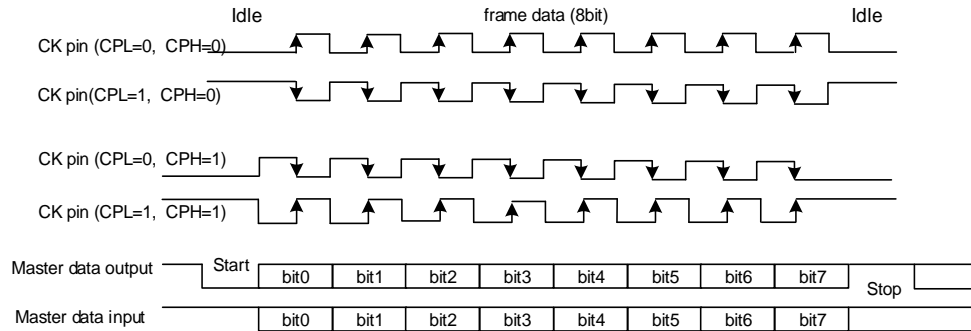 Idle frame data (8bit) Idle
CK pin (CPL=0, CPH=0)
CK pin(CPL=1, CPH=0)
CK pin (CPL=0, CPH=1)
CK pin (CPL=1, CPH=1)
Master data output Start bit0 bit1 bit2 bit3 bit4 bit5 bit6 bit7 Stop
Master data input bit0 bit1 bit2 bit3 bit4 bit5 bit6 bit7